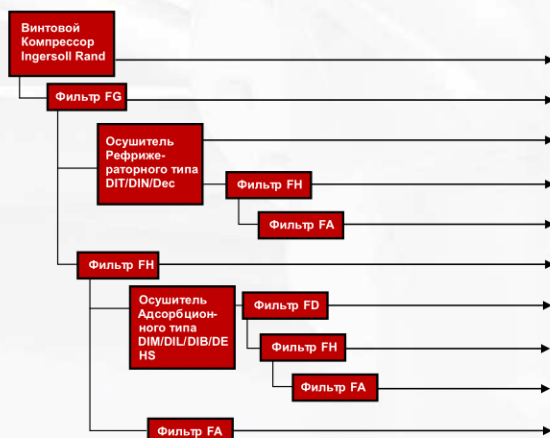 Винтовой
Компрессор
Ingersoll Rand
Фильтр FG
Осушитель
Рефриже-
раторного типа
DIT/DIN/Dec
Фильтр FH
Фильтр FA
Фильтр FH
Осушитель
Адсорбцион-
ного типа
DIM/DIL/DIB/DE
HS
Фильтр FD
Фильтр FH
Фильтр FA
Фильтр FA